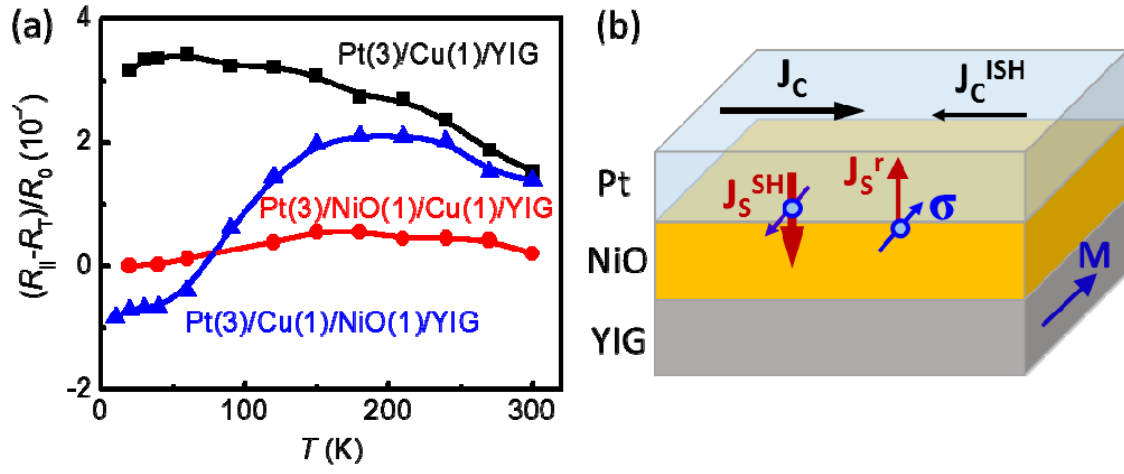 (a)
(R||-RT)/R0 (10-4)
4
2
0
-2
0
100
200
300
T (K)
Pt(3)/Cu(1)/YIG
Pt(3)/NiO(1)/Cu(1)/YIG
Pt(3)/Cu(1)/NiO(1)/YIG
(b)
JC
JCISH
Pt
JSSH
JSr
σ
NiO
M
YIG